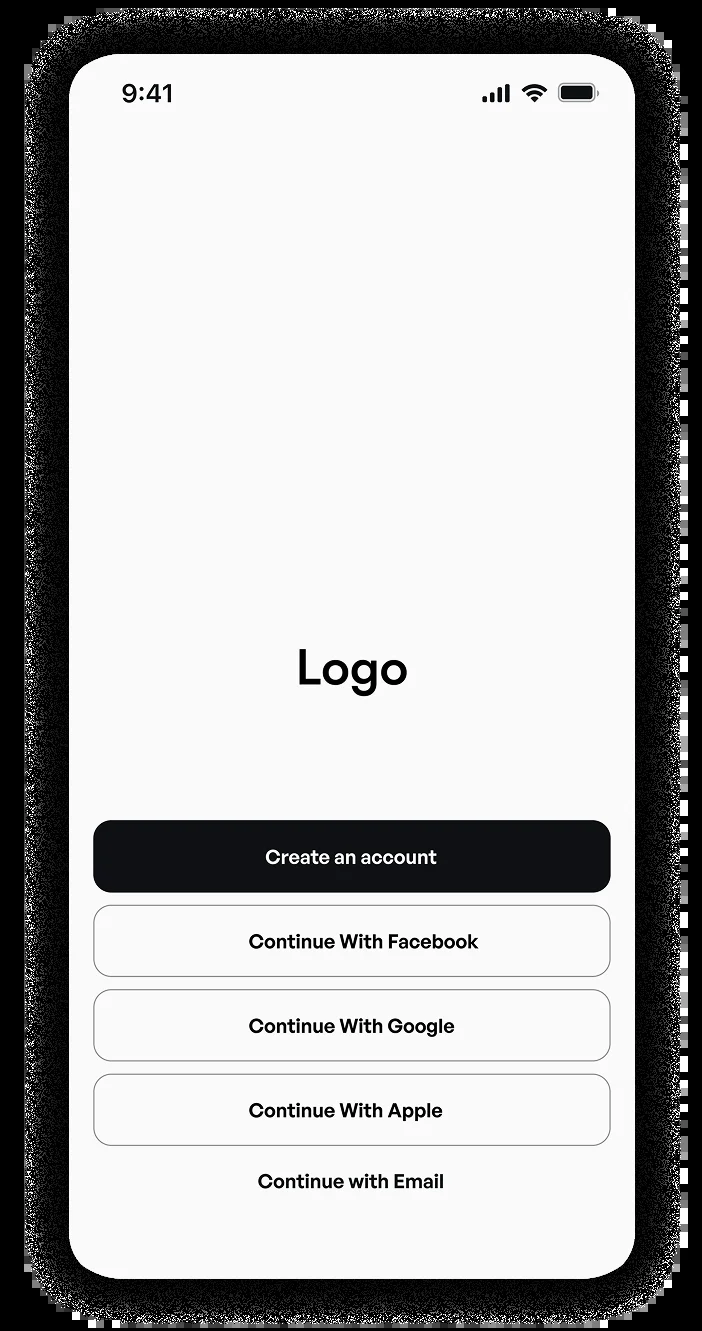 9:41
Logo
Create an account
Continue With Facebook
Continue With Google
Continue With Apple
Continue with Email